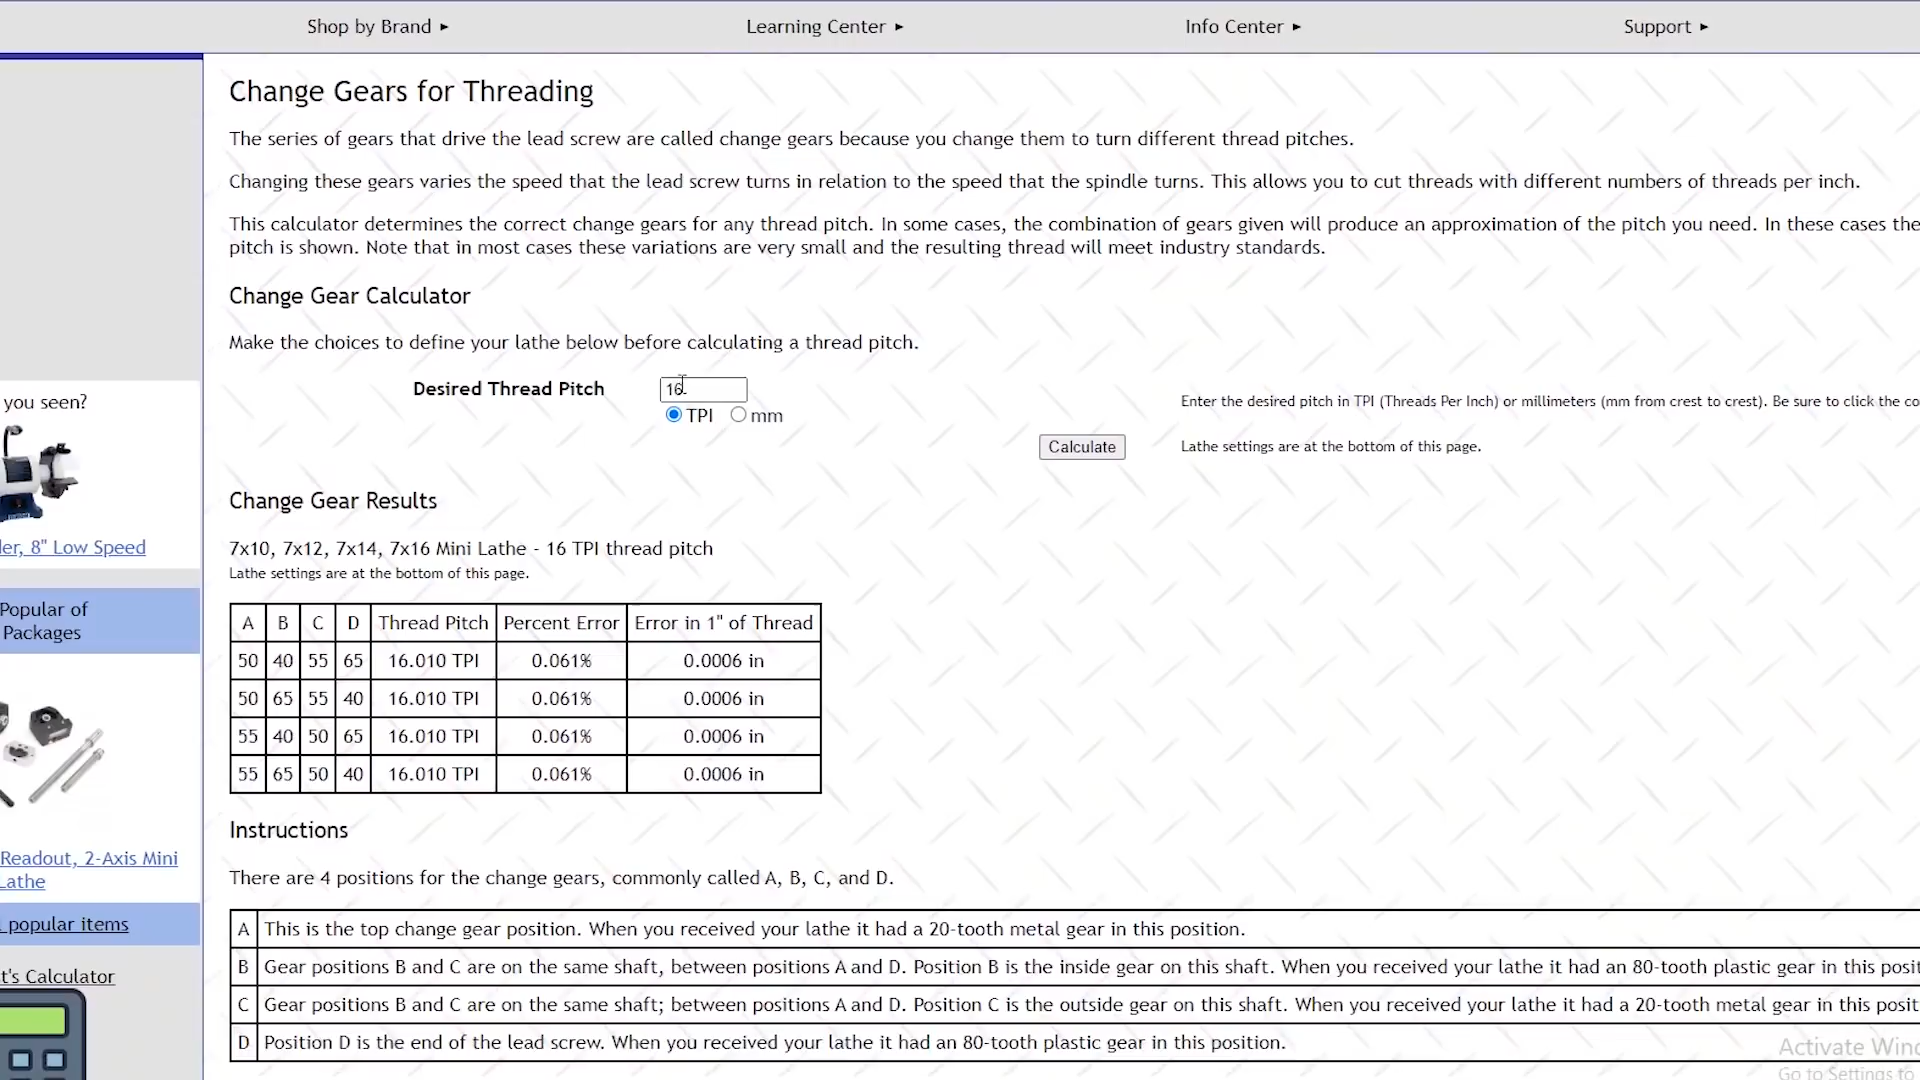 Shop by Brand ▸
Learning Center ▸
Info Center ▸
Support ▸
Change Gears for Threading
The series of gears that drive the lead screw are called change gears because you change them to turn different thread pitches.
Changing these gears varies the speed that the lead screw turns in relation to the speed that the spindle turns. This allows you to cut threads with different numbers of threads per inch.
This calculator determines the correct change gears for any thread pitch. In some cases, the combination of gears given will produce an approximation of the pitch you need. In these cases the
pitch is shown. Note that in most cases these variations are very small and the resulting thread will meet industry standards.
Change Gear Calculator
Make the choices to define your lathe below before calculating a thread pitch.
Desired Thread Pitch 16
TPI mm
Enter the desired pitch in TPI (Threads Per Inch) or millimeters (mm from crest to crest). Be sure to click the co
Calculate
Lathe settings are at the bottom of this page.
Change Gear Results
7x10, 7x12, 7x14, 7x16 Mini Lathe - 16 TPI thread pitch
Lathe settings are at the bottom of this page.
A B C D Thread Pitch Percent Error Error in 1" of Thread
50 40 55 65 16.010 TPI 0.061% 0.0006 in
50 65 55 40 16.010 TPI 0.061% 0.0006 in
55 40 50 65 16.010 TPI 0.061% 0.0006 in
55 65 50 40 16.010 TPI 0.061% 0.0006 in
Instructions
There are 4 positions for the change gears, commonly called A, B, C, and D.
A This is the top change gear position. When you received your lathe it had a 20-tooth metal gear in this position.
B Gear positions B and C are on the same shaft, between positions A and D. Position B is the inside gear on this shaft. When you received your lathe it had an 80-tooth plastic gear in this posit
C Gear positions B and C are on the same shaft; between positions A and D. Position C is the outside gear on this shaft. When you received your lathe it had a 20-tooth metal gear in this posit
D Position D is the end of the lead screw. When you received your lathe it had an 80-tooth plastic gear in this position.
you seen?
er, 8" Low Speed
Popular of
Packages
Readout, 2-Axis Mini
Lathe
popular items
t's Calculator
Activate Win
Go to Settings to